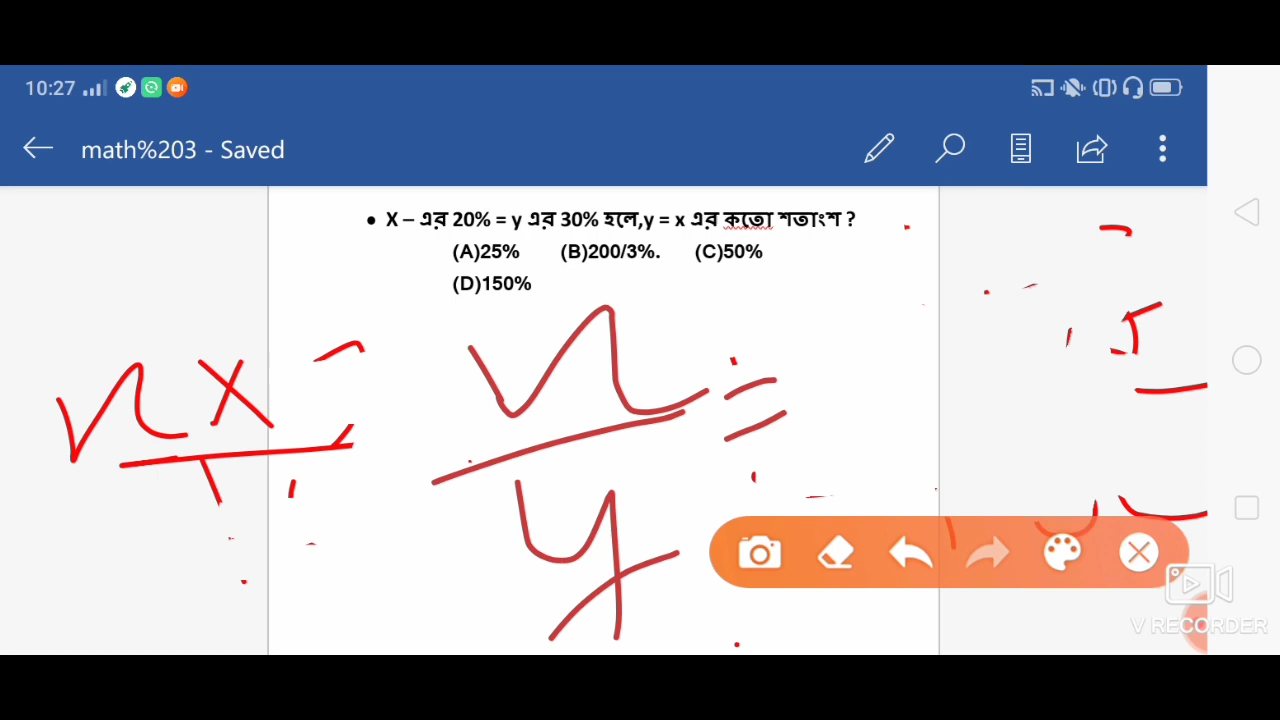 10:27
math%203 - Saved
• X – এর 20% = y এর 30% হলে,y = x এর কতো শতাংশ ?
(A)25% (B)200/3%. (C)50%
(D)150%
x x
x =
y
V RECORDER